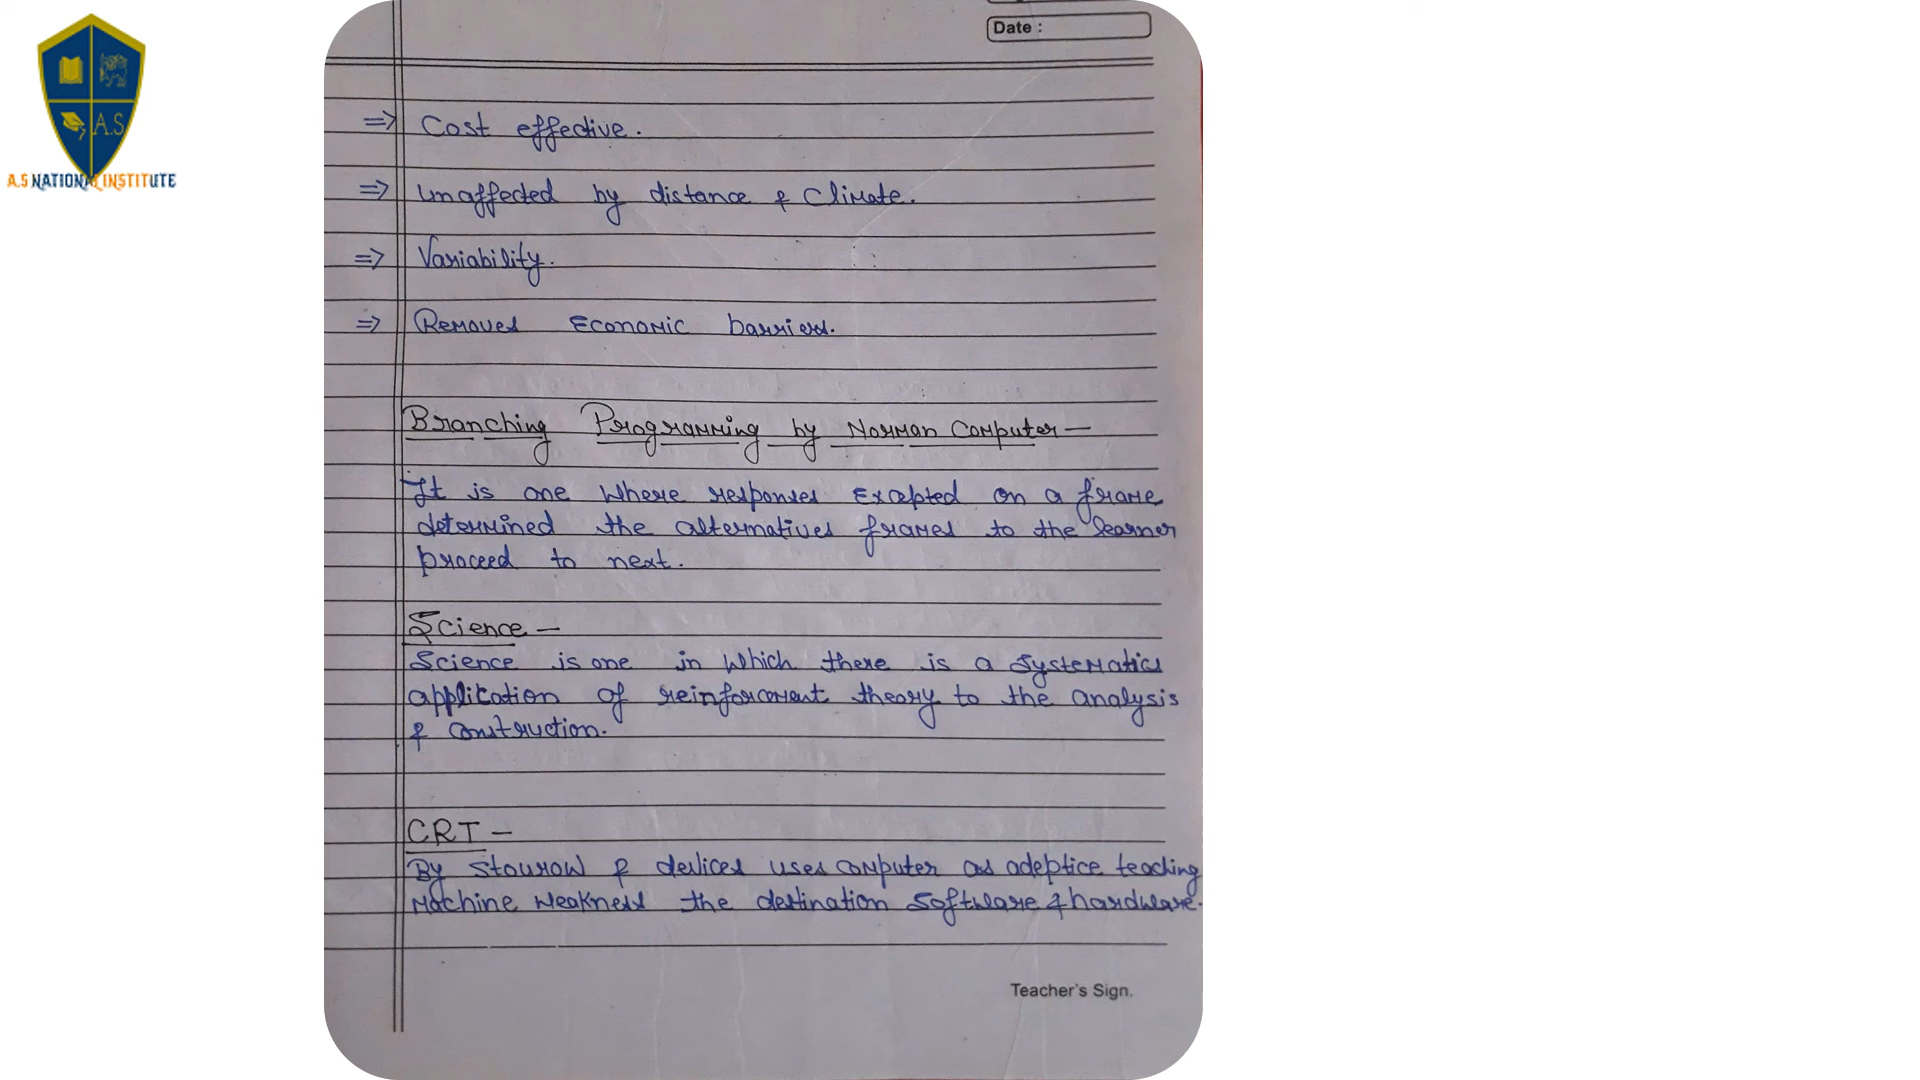 A.S
A.S NATIONAL INSTITUTE
Date :
=> Cost effective.
=> Unaffected by distance & Climate.
=> Variability.
=> Removes Economic barriers.
Branching Programming by Norman Computer—
It is one where responses Excepted on a frame
determined the alternatives frames to the learner
proceed to next.
Science —
Science is one in which there is a systematics
application of reinforcement theory to the analysis
& construction.
CRT —
By Stourow & devices uses computer as adeptice teaching
Machine weakness the destination software & hardware.
Teacher's Sign.